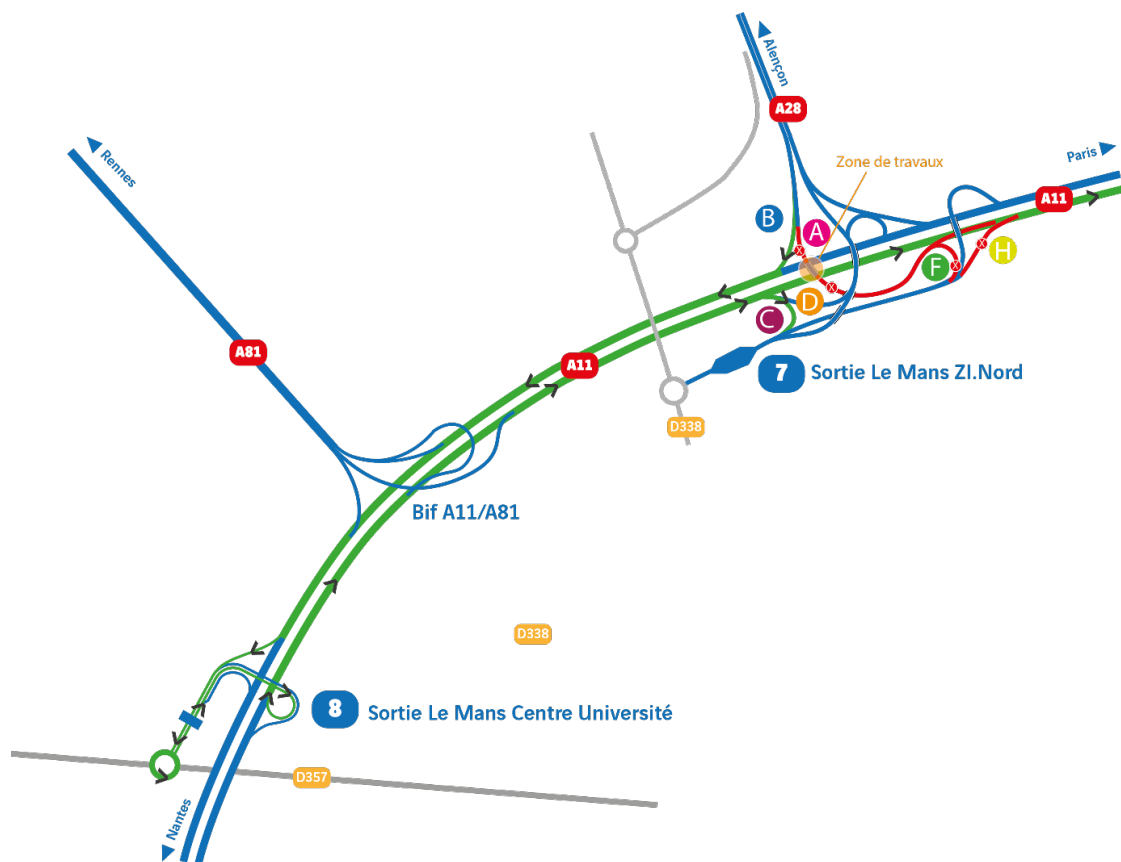 Alençon
A28
Rennes
Zone de travaux
Paris
A11
B
A
H
F
D
C
A81
A11
7 Sortie Le Mans ZI.Nord
D338
Bif A11/A81
D338
8 Sortie Le Mans Centre Université
D357
Nantes
X
X
X
X